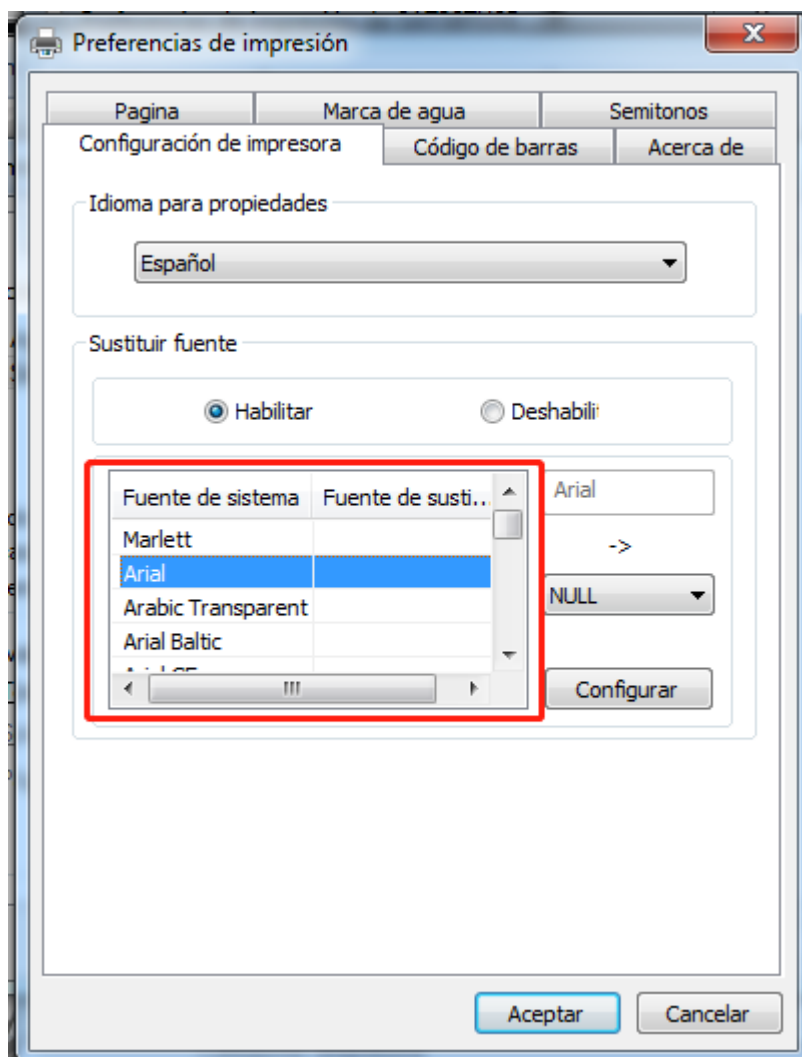 Preferencias de impresión
Pagina Marca de agua Semitonos
Configuración de impresora Código de barras Acerca de
Idioma para propiedades
Español
Sustituir fuente
Habilitar Deshabili
Fuente de sistema Fuente de susti... Arial
Marlett
->
Arial
NULL
Arabic Transparent
Arial Baltic
Configurar
Aceptar Cancelar